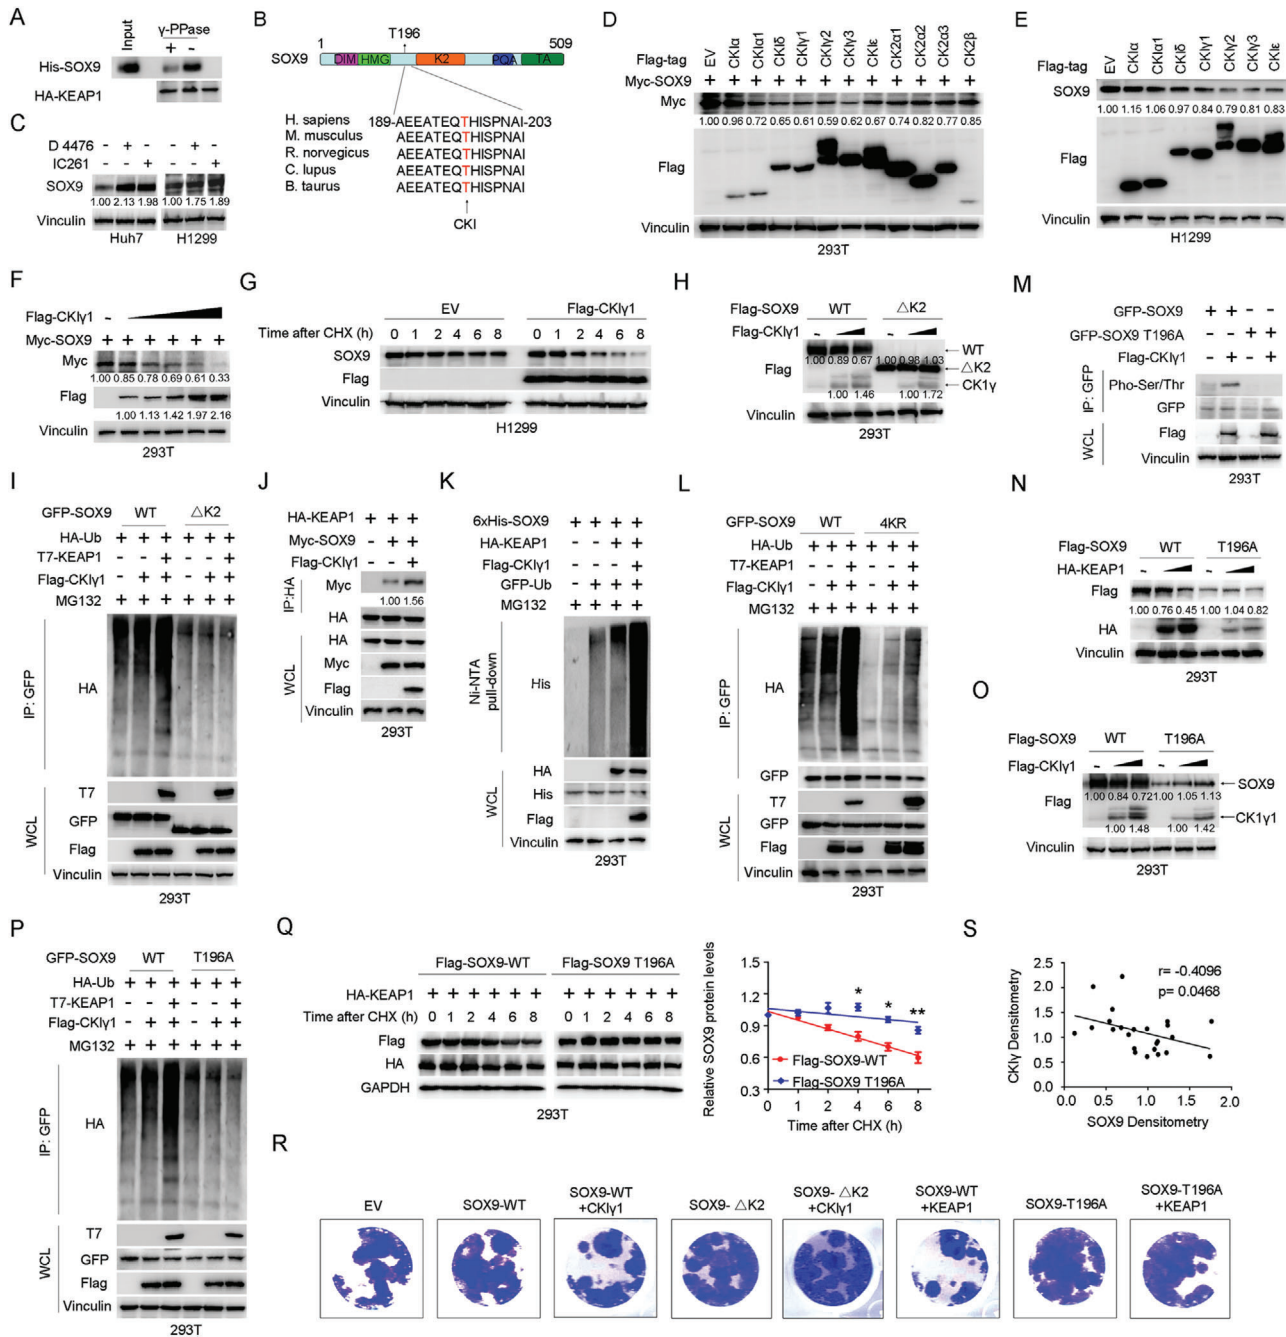 A
Input
γ-PPase
+ -
His-SOX9
HA-KEAP1
B
T196
1 509
SOX9 DIM HMG K2 PQA TA
H. sapiens 189-AEEATEQTHISPNAI-203
M. musculus AEEATEQTHISPNAI
R. norvegicus AEEATEQTHISPNAI
C. lupus AEEATEQTHISPNAI
B. taurus AEEATEQTHISPNAI
CKI
C
D 4476 - + - - + -
IC261 - - + - - +
SOX9
1.00 2.13 1.98 1.00 1.75 1.89
Vinculin
Huh7 H1299
D
Flag-tag EV CKIα CKIα1 CKIδ CKIγ1 CKIγ2 CKIγ3 CKIε CK2α1 CK2α2 CK2α3 CK2β
Myc-SOX9 + + + + + + + + + + + +
Myc
1.00 0.96 0.72 0.65 0.61 0.59 0.62 0.67 0.74 0.82 0.77 0.85
Flag
Vinculin
293T
E
Flag-tag EV CKIα CKIα1 CKIδ CKIγ1 CKIγ2 CKIγ3 CKIε
SOX9
1.00 1.15 1.06 0.97 0.84 0.79 0.81 0.83
Flag
Vinculin
H1299
F
Flag-CKIγ1 -
Myc-SOX9 + + + + + +
Myc
1.00 0.85 0.78 0.69 0.61 0.33
Flag
1.00 1.13 1.42 1.97 2.16
Vinculin
293T
G
EV Flag-CKIγ1
Time after CHX (h) 0 1 2 4 6 8 0 1 2 4 6 8
SOX9
Flag
Vinculin
H1299
H
Flag-SOX9 WT △K2
Flag-CKIγ1 - -
WT
1.00 0.89 0.67 1.00 0.98 1.03
Flag
△K2
CK1γ
1.00 1.46 1.00 1.72
Vinculin
293T
M
GFP-SOX9 + + - -
GFP-SOX9 T196A - - + +
Flag-CKIγ1 - + - +
IP: GFP
Pho-Ser/Thr
GFP
WCL
Flag
Vinculin
293T
I
GFP-SOX9 WT △K2
HA-Ub + + + + + +
T7-KEAP1 - - + - - +
Flag-CKIγ1 - + + - + +
MG132 + + + + + +
IP: GFP
HA
WCL
T7
GFP
Flag
Vinculin
293T
J
HA-KEAP1 + + +
Myc-SOX9 - + +
Flag-CKIγ1 - - +
IP:HA
Myc
1.00 1.56
HA
WCL
HA
Myc
Flag
Vinculin
293T
K
6xHis-SOX9 + + + +
HA-KEAP1 - - + +
Flag-CKIγ1 - - - +
GFP-Ub - + + +
MG132 + + + +
Ni-NTA
pull-down
His
WCL
HA
His
Flag
Vinculin
293T
L
GFP-SOX9 WT 4KR
HA-Ub + + + + + +
T7-KEAP1 - - + - - +
Flag-CKIγ1 - + + - + +
MG132 + + + + + +
IP: GFP
HA
GFP
WCL
T7
GFP
Flag
Vinculin
293T
N
Flag-SOX9 WT T196A
HA-KEAP1 - -
Flag
1.00 0.76 0.45 1.00 1.04 0.82
HA
Vinculin
293T
O
Flag-SOX9 WT T196A
Flag-CKIγ1 - -
SOX9
1.00 0.84 0.72 1.00 1.05 1.13
Flag
CK1γ1
1.00 1.48 1.00 1.42
Vinculin
293T
P
GFP-SOX9 WT T196A
HA-Ub + + + + + +
T7-KEAP1 - - + - - +
Flag-CKIγ1 - + + - + +
MG132 + + + + + +
IP: GFP
HA
WCL
T7
GFP
Flag
Vinculin
293T
Q
Flag-SOX9-WT Flag-SOX9 T196A
HA-KEAP1 + + + + + + + + + + + +
Time after CHX (h) 0 1 2 4 6 8 0 1 2 4 6 8
Flag
HA
GAPDH
293T
Relative SOX9 protein levels
1.5
1.2
0.9
0.6
0.3
* * **
Flag-SOX9-WT
Flag-SOX9 T196A
0 1 2 4 6 8
Time after CHX (h)
S
CKIγ Densitometry
2.5
2.0
1.5
1.0
0.5
0.0
r= -0.4096
p= 0.0468
0.0 0.5 1.0 1.5 2.0
SOX9 Densitometry
R
EV
SOX9-WT
SOX9-WT
+CKIγ1
SOX9- △K2
SOX9- △K2
+CKIγ1
SOX9-WT
+KEAP1
SOX9-T196A
SOX9-T196A
+KEAP1